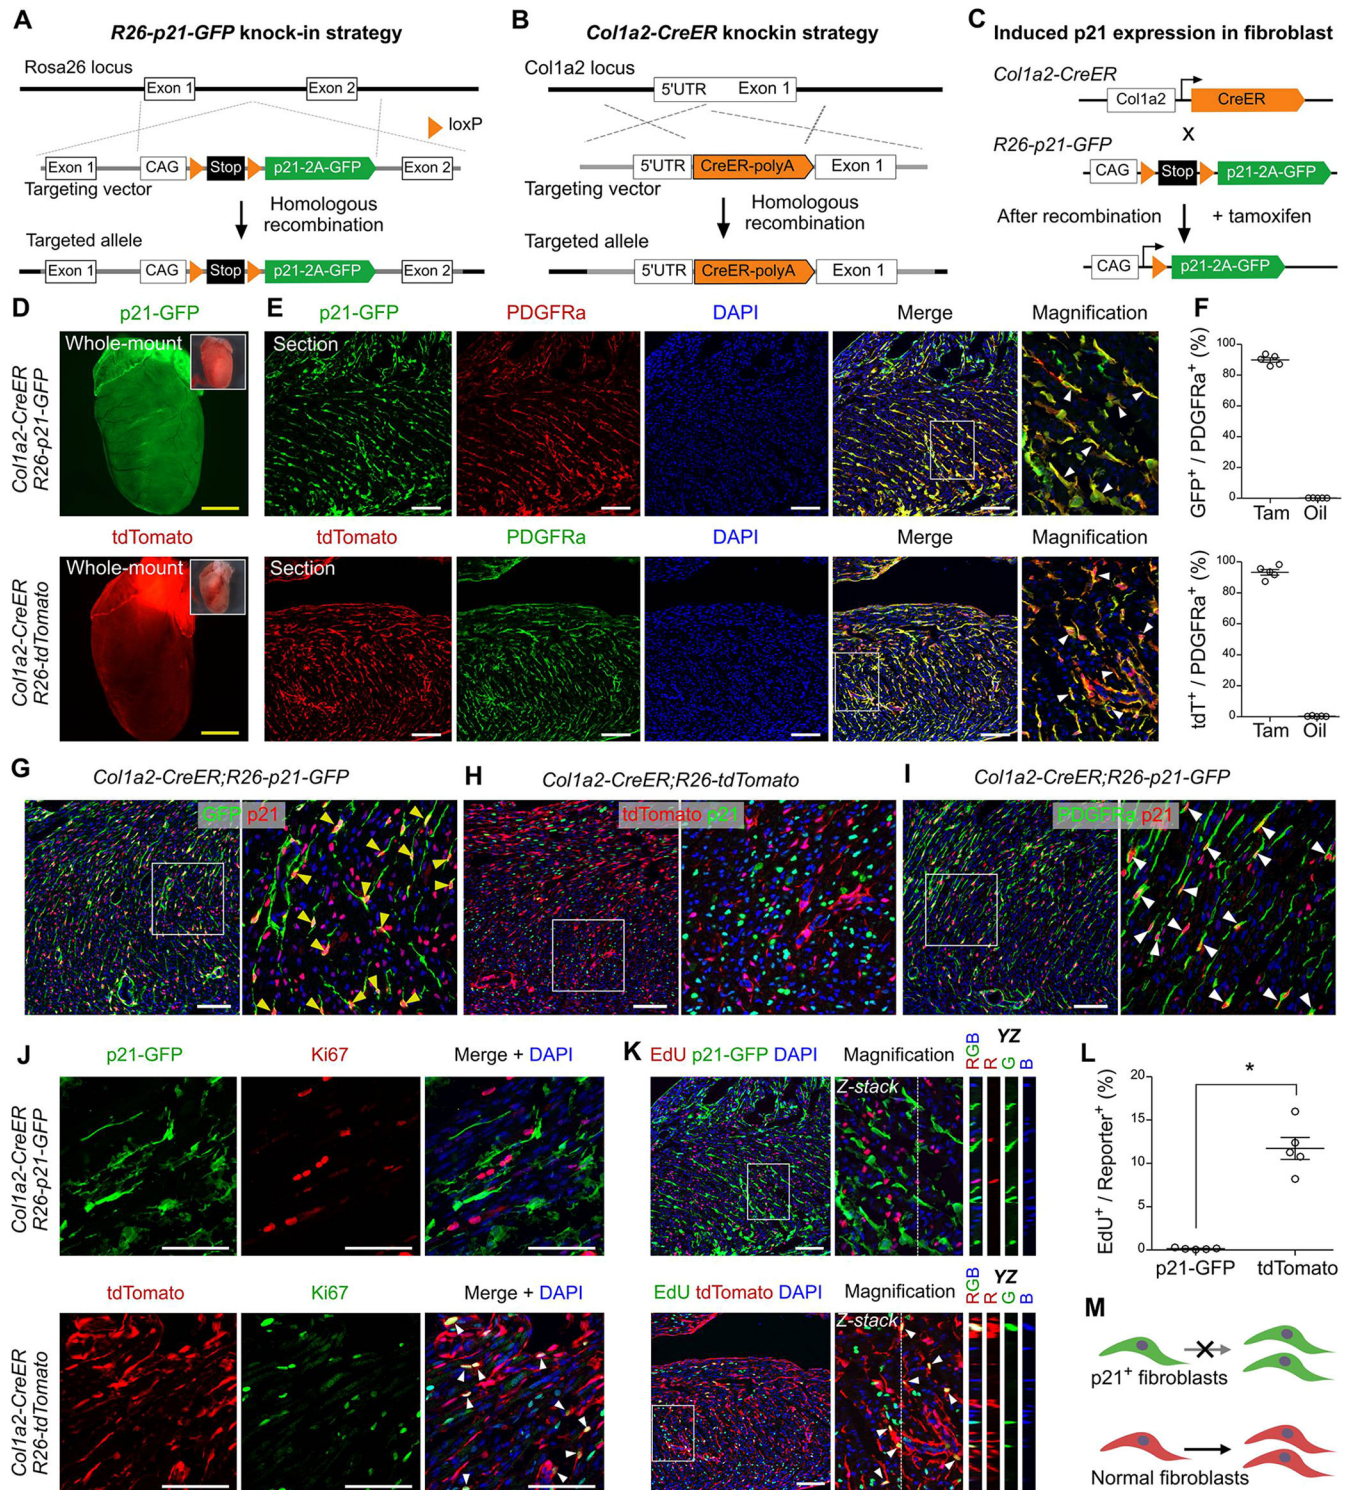 A
R26-p21-GFP knock-in strategy
Rosa26 locus
Exon 1
Exon 2
loxP
Exon 1
CAG
Stop
p21-2A-GFP
Exon 2
Targeting vector
Homologous
recombination
Targeted allele
Exon 1
CAG
Stop
p21-2A-GFP
Exon 2
B
Col1a2-CreER knockin strategy
Col1a2 locus
5'UTR
Exon 1
5'UTR
CreER-polyA
Exon 1
Targeting vector
Homologous
recombination
Targeted allele
5'UTR
CreER-polyA
Exon 1
C
Induced p21 expression in fibroblast
Col1a2-CreER
Col1a2
CreER
X
R26-p21-GFP
CAG
Stop
p21-2A-GFP
After recombination
+ tamoxifen
CAG
p21-2A-GFP
D
p21-GFP
Whole-mount
Col1a2-CreER
R26-p21-GFP
tdTomato
Whole-mount
Col1a2-CreER
R26-tdTomato
E
p21-GFP
PDGFRa
DAPI
Merge
Magnification
Section
tdTomato
PDGFRa
DAPI
Merge
Magnification
Section
F
GFP⁺ / PDGFRa⁺ (%)
100
80
60
40
20
0
Tam
Oil
tdT⁺ / PDGFRa⁺ (%)
100
80
60
40
20
0
Tam
Oil
G
Col1a2-CreER;R26-p21-GFP
GFP p21
H
Col1a2-CreER;R26-tdTomato
tdTomato p21
I
Col1a2-CreER;R26-p21-GFP
PDGFRa p21
J
p21-GFP
Ki67
Merge + DAPI
Col1a2-CreER
R26-p21-GFP
tdTomato
Ki67
Merge + DAPI
Col1a2-CreER
R26-tdTomato
K
EdU p21-GFP DAPI
Magnification
Z-stack
YZ
RGB
R
G
B
EdU tdTomato DAPI
Magnification
Z-stack
YZ
RGB
R
G
B
L
EdU⁺ / Reporter⁺ (%)
20
15
10
5
0
*
p21-GFP
tdTomato
M
p21⁺ fibroblasts
Normal fibroblasts